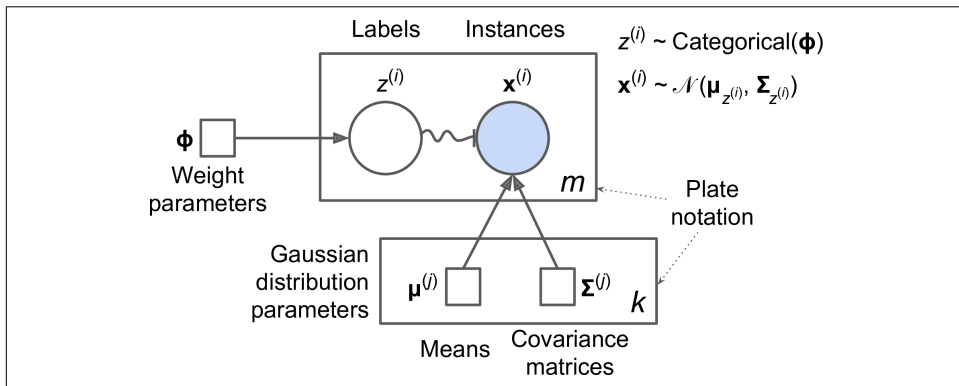 Labels Instances
z⁽ⁱ⁾ ~ Categorical(ϕ)
z⁽ⁱ⁾ x⁽ⁱ⁾
x⁽ⁱ⁾ ~ 𝒩(μ_z⁽ⁱ⁾, Σ_z⁽ⁱ⁾)
ϕ
Weight
parameters
m
Plate
notation
Gaussian
distribution
parameters
μ⁽ʲ⁾ Σ⁽ʲ⁾
k
Means
Covariance
matrices